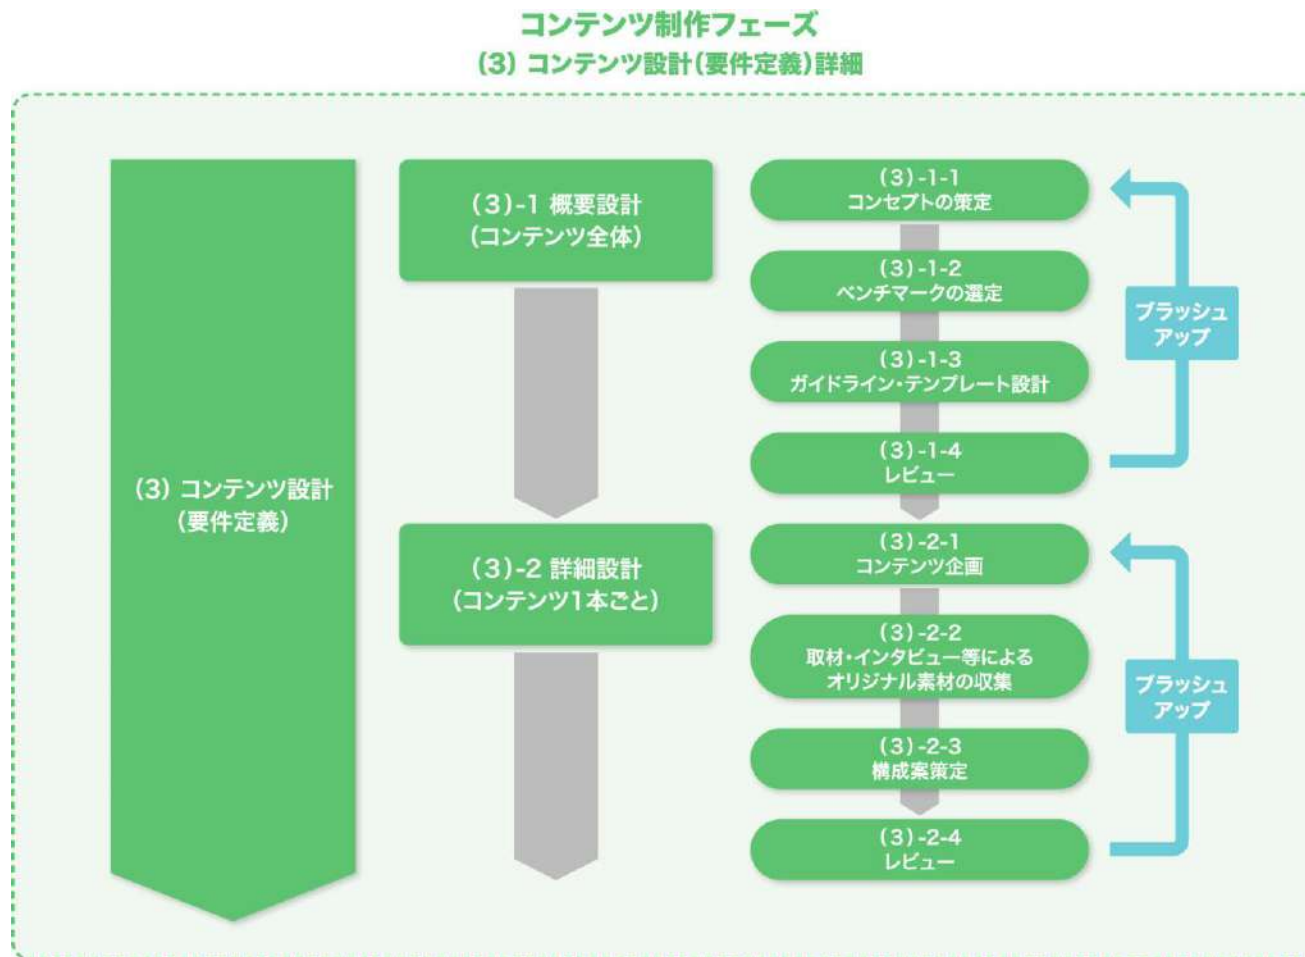 コンテンツ制作フェーズ
(3) コンテンツ設計(要件定義)詳細
(3) コンテンツ設計
(要件定義)
(3)-1 概要設計
(コンテンツ全体)
(3)-2 詳細設計
(コンテンツ1本ごと)
(3)-1-1
コンセプトの策定
(3)-1-2
ベンチマークの選定
(3)-1-3
ガイドライン・テンプレート設計
(3)-1-4
レビュー
ブラッシュ
アップ
(3)-2-1
コンテンツ企画
(3)-2-2
取材・インタビュー等による
オリジナル素材の収集
(3)-2-3
構成案策定
(3)-2-4
レビュー
ブラッシュ
アップ